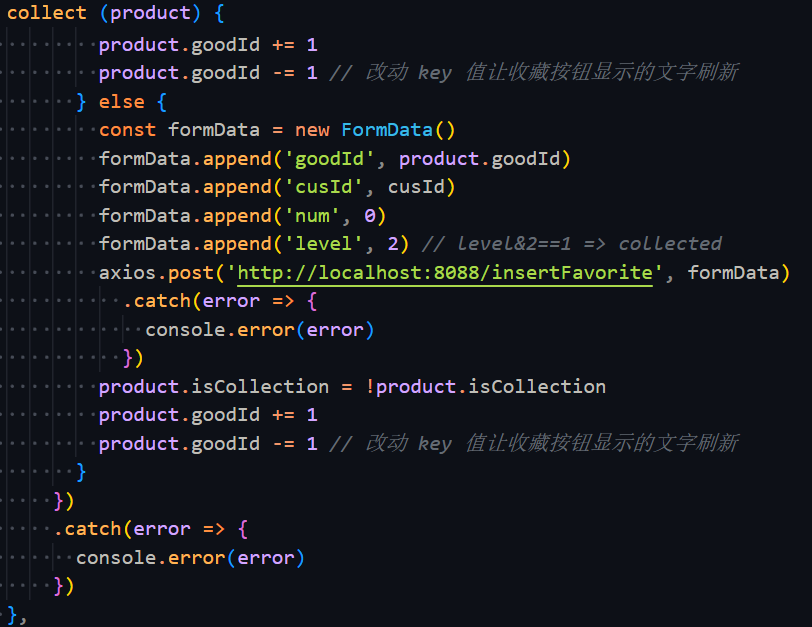 collect (product) {
product.goodId += 1
product.goodId -= 1 // 改动 key 值让收藏按钮显示的文字刷新
} else {
const formData = new FormData()
formData.append('goodId', product.goodId)
formData.append('cusId', cusId)
formData.append('num', 0)
formData.append('level', 2) // level&2==1 => collected
axios.post('http://localhost:8088/insertFavorite', formData)
.catch(error => {
console.error(error)
})
product.isCollection = !product.isCollection
product.goodId += 1
product.goodId -= 1 // 改动 key 值让收藏按钮显示的文字刷新
}
})
.catch(error => {
console.error(error)
})
},